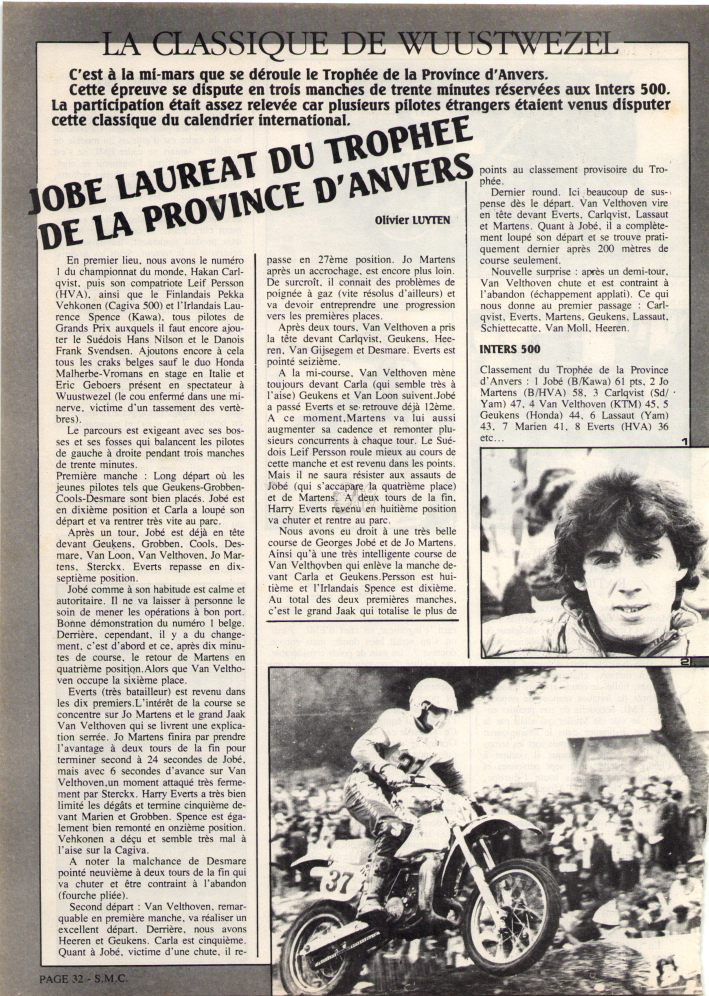 LA CLASSIQUE DE WUUSTWEZEL
C'est à la mi-mars que se déroule le Trophée de la Province d'Anvers.
Cette épreuve se dispute en trois manches de trente minutes réservées aux Inters 500.
La participation était assez relevée car plusieurs pilotes étrangers étaient venus disputer
cette classique du calendrier international.
JOBE LAUREAT DU TROPHEE
DE LA PROVINCE D'ANVERS
Olivier LUYTEN
En premier lieu, nous avons le numéro
1 du championnat du monde, Hakan Carl-
qvist, puis son compatriote Leif Persson
(HVA), ainsi que le Finlandais Pekka
Vehkonen (Cagiva 500) et l'Irlandais Lau-
rence Spence (Kawa), tous pilotes de
Grands Prix auxquels il faut encore ajou-
ter le Suédois Hans Nilson et le Danois
Frank Svendsen. Ajoutons encore à cela
tous les craks belges sauf le duo Honda
Malherbe-Vromans en stage en Italie et
Eric Geboers présent en spectateur à
Wuustwezel (le cou enfermé dans une mi-
nerve, victime d'un tassement des vertè-
bres).
Le parcours est exigeant avec ses bos-
ses et ses fosses qui balancent les pilotes
de gauche à droite pendant trois manches
de trente minutes.
Première manche : Long départ où les
jeunes pilotes tels que Geukens-Grobben-
Cools-Desmare sont bien placés. Jobé est
en dixième position et Carla a loupé son
départ et va rentrer très vite au parc.
Après un tour, Jobé est déjà en tête
devant Geukens, Grobben, Cools, Des-
mare, Van Loon, Van Velthoven, Jo Mar-
tens, Sterckx. Everts repasse en dix-
septième position.
Jobé comme à son habitude est calme et
autoritaire. Il ne va laisser à personne le
soin de mener les opérations à bon port.
Bonne démonstration du numéro 1 belge.
Derrière, cependant, il y a du change-
ment, c'est d'abord et ce, après dix minu-
tes de course, le retour de Martens en
quatrième position.Alors que Van Veltho-
ven occupe la sixième place.
Everts (très batailleur) est revenu dans
les dix premiers.L'intérêt de la course se
concentre sur Jo Martens et le grand Jaak
Van Velthoven qui se livrent une explica-
tion serrée. Jo Martens finira par prendre
l'avantage à deux tours de la fin pour
terminer second à 24 secondes de Jobé,
mais avec 6 secondes d'avance sur Van
Velthoven,un moment attaqué très ferme-
ment par Sterckx. Harry Everts a très bien
limité les dégâts et termine cinquième de-
vant Marien et Grobben. Spence est éga-
lement bien remonté en onzième position.
Vehkonen a déçu et semble très mal à
l'aise sur la Cagiva.
A noter la malchance de Desmare
pointé neuvième à deux tours de la fin qui
va chuter et être contraint à l'abandon
(fourche pliée).
Second départ : Van Velthoven, remar-
quable en première manche, va réaliser un
excellent départ. Derrière, nous avons
Heeren et Geukens. Carla est cinquième.
Quant à Jobé, victime d'une chute, il re-
passe en 27ème position. Jo Martens
après un accrochage, est encore plus loin.
De surcroît, il connait des problèmes de
poignée à gaz (vite résolus d'ailleurs) et
va devoir entreprendre une progression
vers les premières places.
Après deux tours, Van Velthoven a pris
la tête devant Carlqvist, Geukens, Hee-
ren, Van Gijsegem et Desmare. Everts est
pointé seizième.
A la mi-course, Van Velthoven mène
toujours devant Carla (qui semble très à
l'aise) Geukens et Van Loon suivent.Jobé
a passé Everts et se retrouve déjà 12ème.
A ce moment,Martens va lui aussi
augmenter sa cadence et remonter plu-
sieurs concurrents à chaque tour. Le Sué-
dois Leif Persson roule mieux au cours de
cette manche et est revenu dans les points.
Mais il ne saura résister aux assauts de
Jobé (qui s'accapare la quatrième place)
et de Martens. A deux tours de la fin,
Harry Everts revenu en huitième position
va chuter et rentre au parc.
Nous avons eu droit à une très belle
course de Georges Jobé et de Jo Martens.
Ainsi qu'à une très intelligente course de
Van Velthoyben qui enlève la manche de-
vant Carla et Geukens.Persson est hui-
tième et l'Irlandais Spence est dixième.
Au total des deux premières manches,
c'est le grand Jaak qui totalise le plus de
points au classement provisoire du Tro-
phée.
Dernier round. Ici beaucoup de sus-
pense dès le départ. Van Velthoven vire
en tête devant Everts, Carlqvist, Lassaut
et Martens. Quant à Jobé, il a complète-
ment loupé son départ et se trouve prati-
quement dernier après 200 mètres de
course seulement.
Nouvelle surprise : après un demi-tour,
Van Velthoven chute et est contraint à
l'abandon (échappement applati). Ce qui
nous donne au premier passage : Carl-
qvist, Everts, Martens, Geukens, Lassaut,
Schiettecatte, Van Moll, Heeren.
INTERS 500
Classement du Trophée de la Province
d'Anvers : 1 Jobé (B/Kawa) 61 pts, 2 Jo
Martens (B/HVA) 58, 3 Carlqvist (Sd/
Yam) 47, 4 Van Velthoven (KTM) 45, 5
Geukens (Honda) 44, 6 Lassaut (Yam)
43, 7 Marien 41, 8 Everts (HVA) 36
etc...
1
2
37
PAGE 32 - S.M.C.